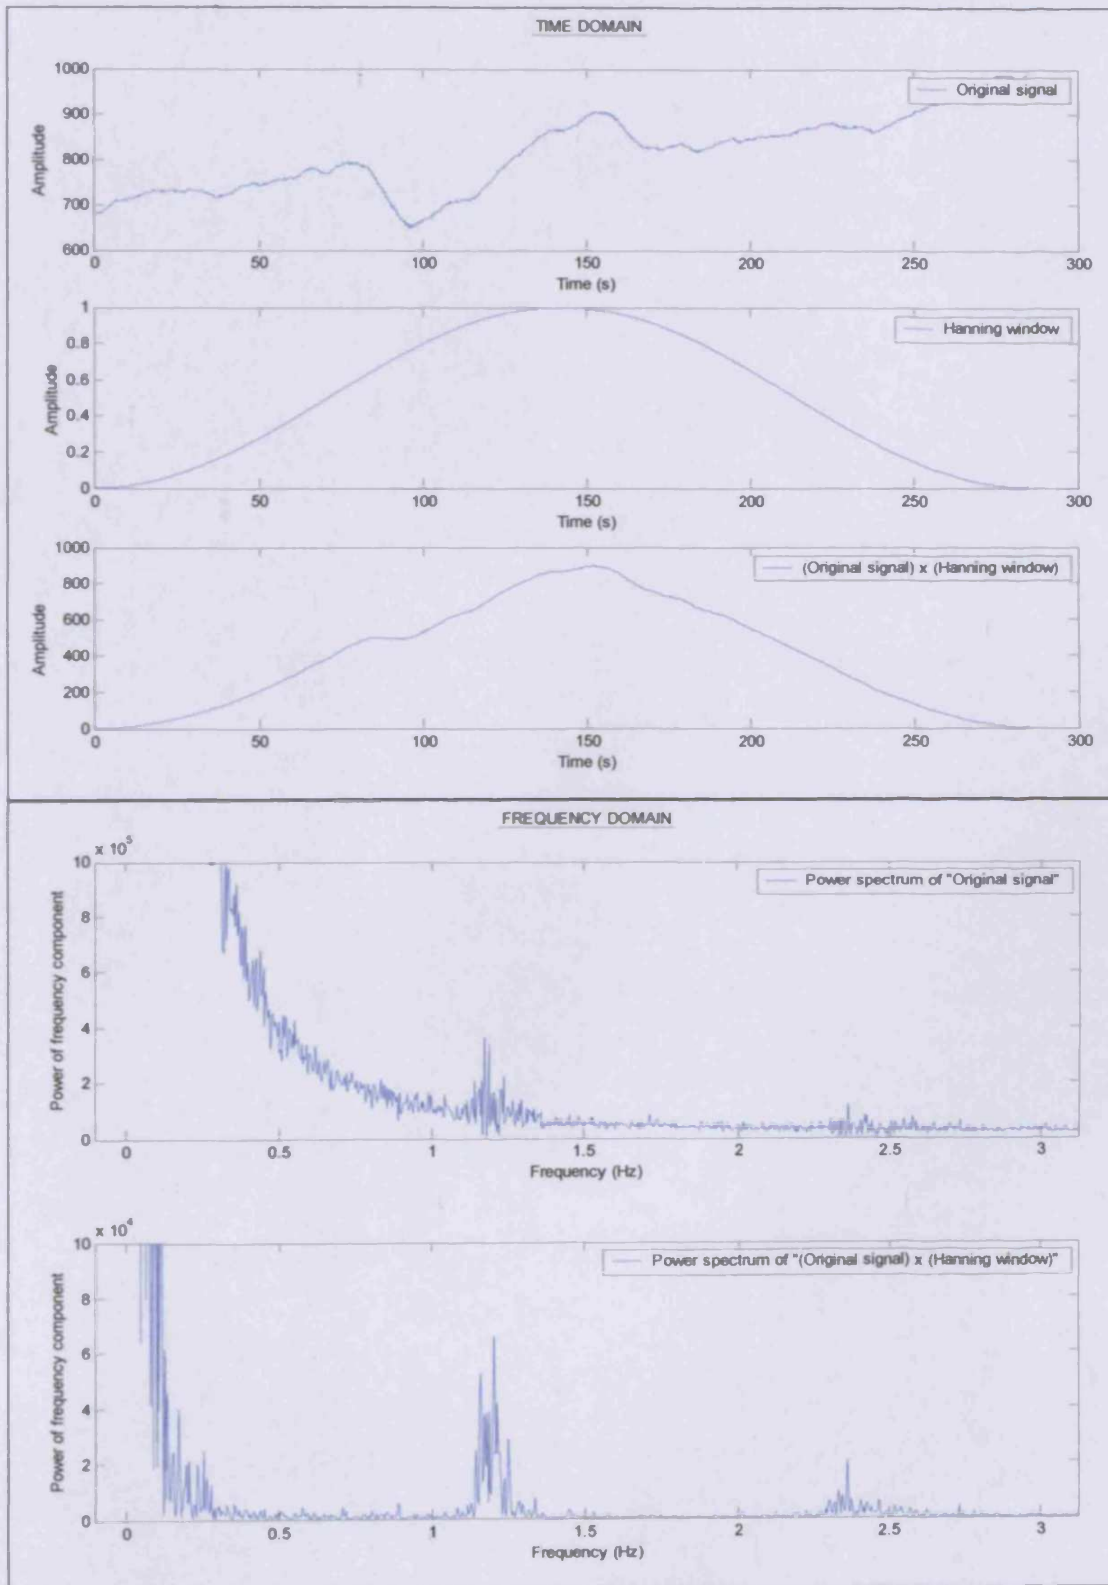 TIME DOMAIN
1000
900
800
700
600
Amplitude
Original signal
0 50 100 150 200 250 300
Time (s)
1
0.8
0.6
0.4
0.2
0
Amplitude
Hanning window
0 50 100 150 200 250 300
Time (s)
1000
800
600
400
200
0
Amplitude
(Original signal) x (Hanning window)
0 50 100 150 200 250 300
Time (s)
FREQUENCY DOMAIN
x 10^5
10
8
6
4
2
0
Power of frequency component
Power spectrum of "Original signal"
0 0.5 1 1.5 2 2.5 3
Frequency (Hz)
x 10^4
10
8
6
4
2
0
Power of frequency component
Power spectrum of "(Original signal) x (Hanning window)"
0 0.5 1 1.5 2 2.5 3
Frequency (Hz)